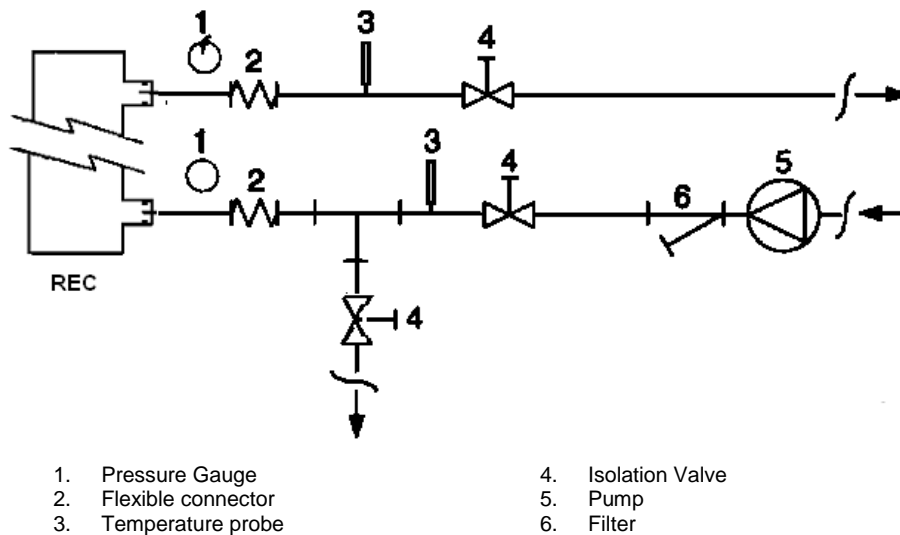 1
2
3
4
1
2
3
4
5
6
REC
4
1. Pressure Gauge
2. Flexible connector
3. Temperature probe
4. Isolation Valve
5. Pump
6. Filter